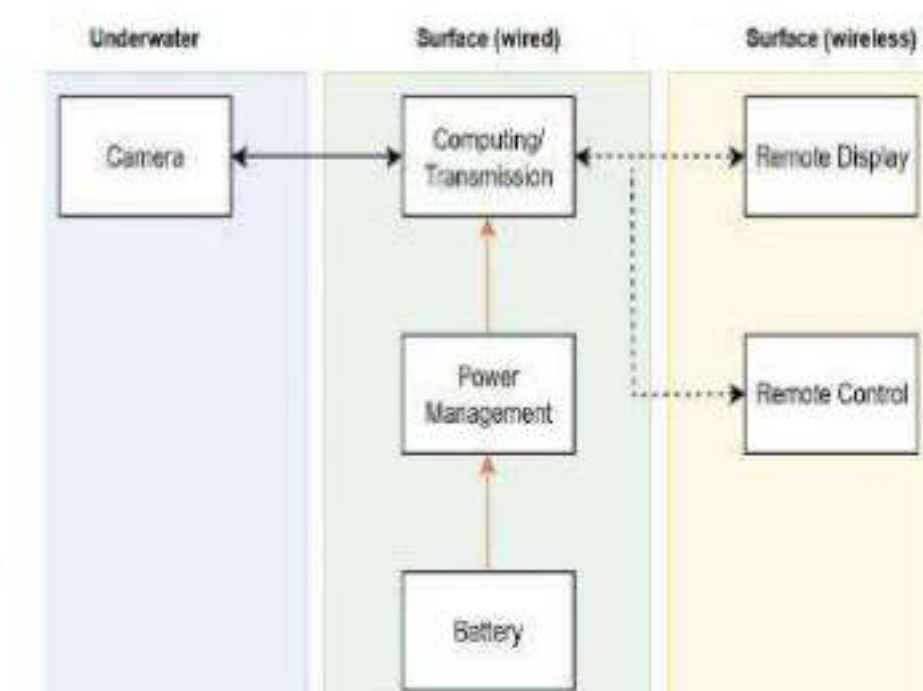 Underwater
Surface (wired)
Surface (wireless)
Camera
Computing/
Transmission
Remote Display
Power
Management
Remote Control
Battery